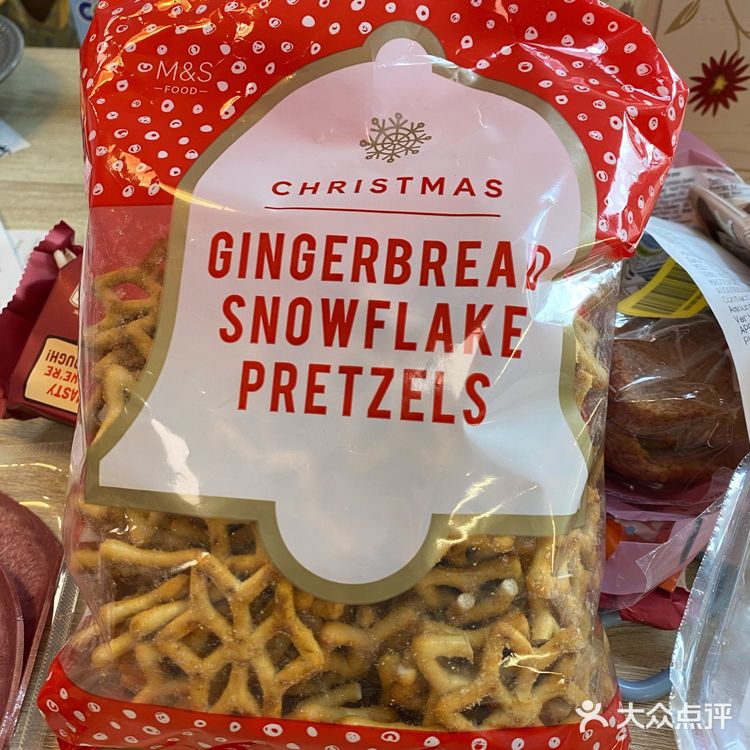 M&S
FOOD
CHRISTMAS
GINGERBREAD
SNOWFLAKE
PRETZELS
大众点评